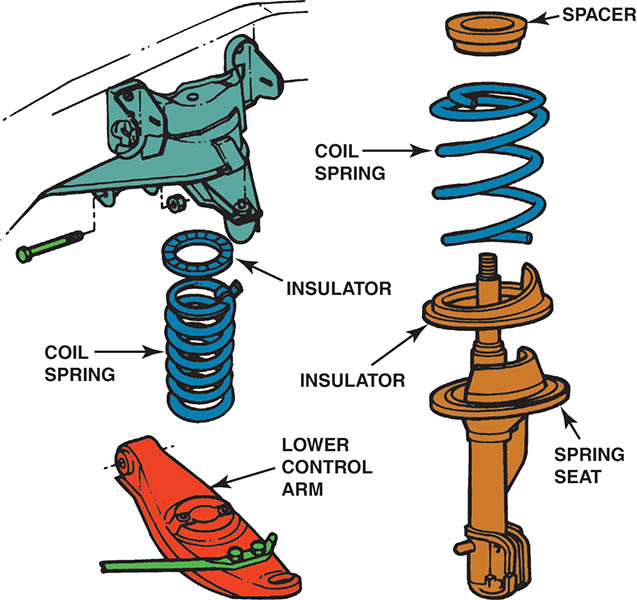 SPACER
COIL
SPRING
INSULATOR
COIL
SPRING
INSULATOR
LOWER
CONTROL
ARM
SPRING
SEAT